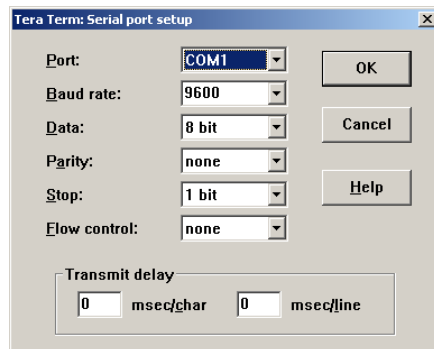 Tera Term: Serial port setup
Port: COM1
OK
Baud rate: 9600
Data: 8 bit
Cancel
Parity: none
Stop: 1 bit
Help
Flow control: none
Transmit delay
0 msec/char 0 msec/line